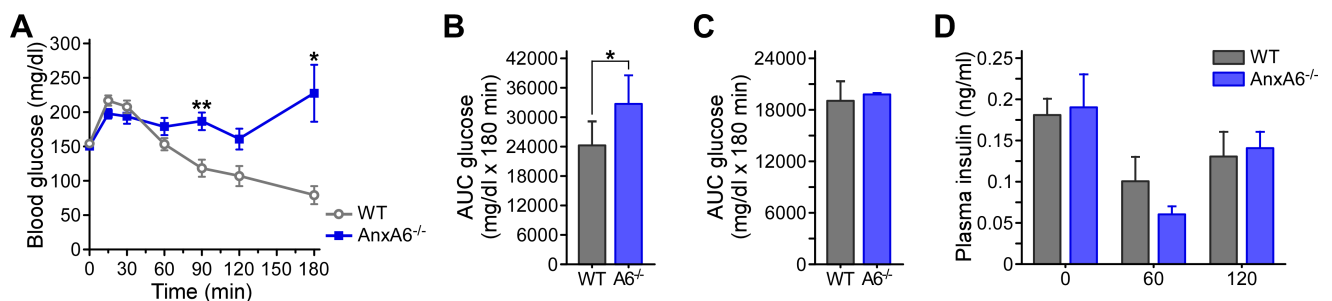 A
Blood glucose (mg/dl)
300
250
200
150
100
50
0
0 30 60 90 120 150 180
Time (min)
**
*
WT
AnxA6-/-
B
AUC glucose
(mg/dl x 180 min)
42000
36000
30000
24000
18000
12000
6000
0
*
WT A6-/-
C
AUC glucose
(mg/dl x 180 min)
24000
18000
12000
6000
0
WT A6-/-
D
Plasma insulin (ng/ml)
0.25
0.2
0.15
0.1
0.05
0
0 60 120
WT
AnxA6-/-